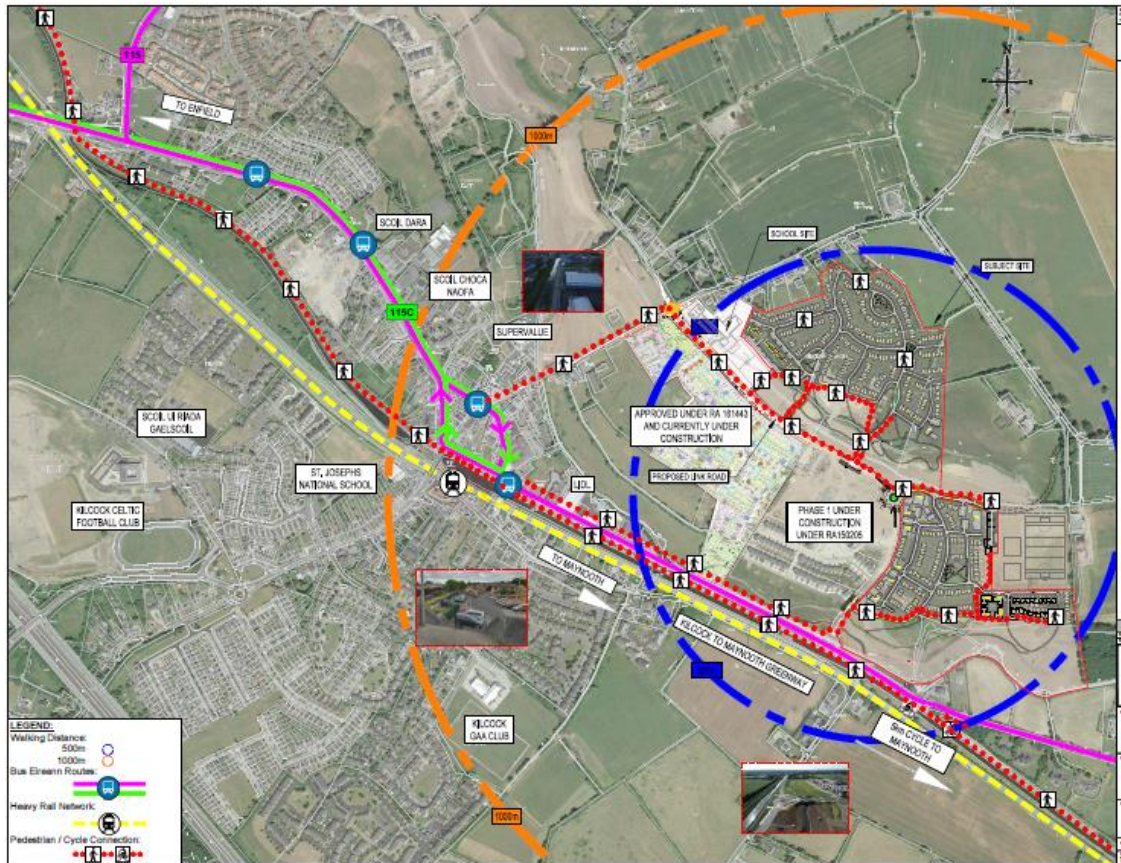 115
TO ENFIELD
1000m
SCOIL DARA
SCOIL CHOCA
NAOFA
115C
SUPERVALUE
SCHOOL SITE
SUBJECT SITE
N
APPROVED UNDER RA 161443
AND CURRENTLY UNDER
CONSTRUCTION
PROPOSED LINK ROAD
PHASE 1 UNDER
CONSTRUCTION
UNDER RA150205
SCOIL UI RIADA
GAELSCOIL
ST. JOSEPHS
NATIONAL SCHOOL
LIDL
KILCOCK CELTIC
FOOTBALL CLUB
TO MAYNOOTH
KILCOCK TO MAYNOOTH GREENWAY
KILCOCK
GAA CLUB
5km CYCLE TO
MAYNOOTH
1000m
LEGEND:
Walking Distance:
500m
1000m
Bus Eireann Routes:
Heavy Rail Network:
Pedestrian / Cycle Connection: